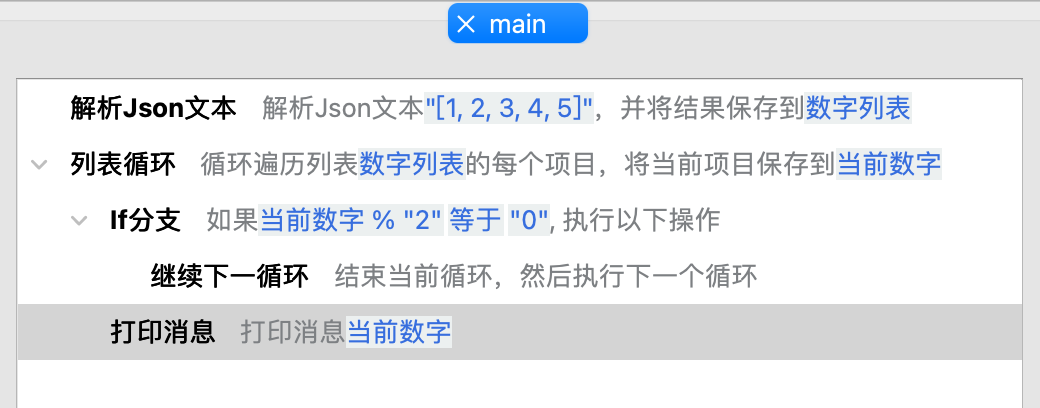 main
解析Json文本 解析Json文本"[1, 2, 3, 4, 5]"，并将结果保存到数字列表
列表循环 循环遍历列表数字列表的每个项目，将当前项目保存到当前数字
If分支 如果当前数字 % "2" 等于 "0", 执行以下操作
继续下一循环 结束当前循环，然后执行下一个循环
打印消息 打印消息当前数字